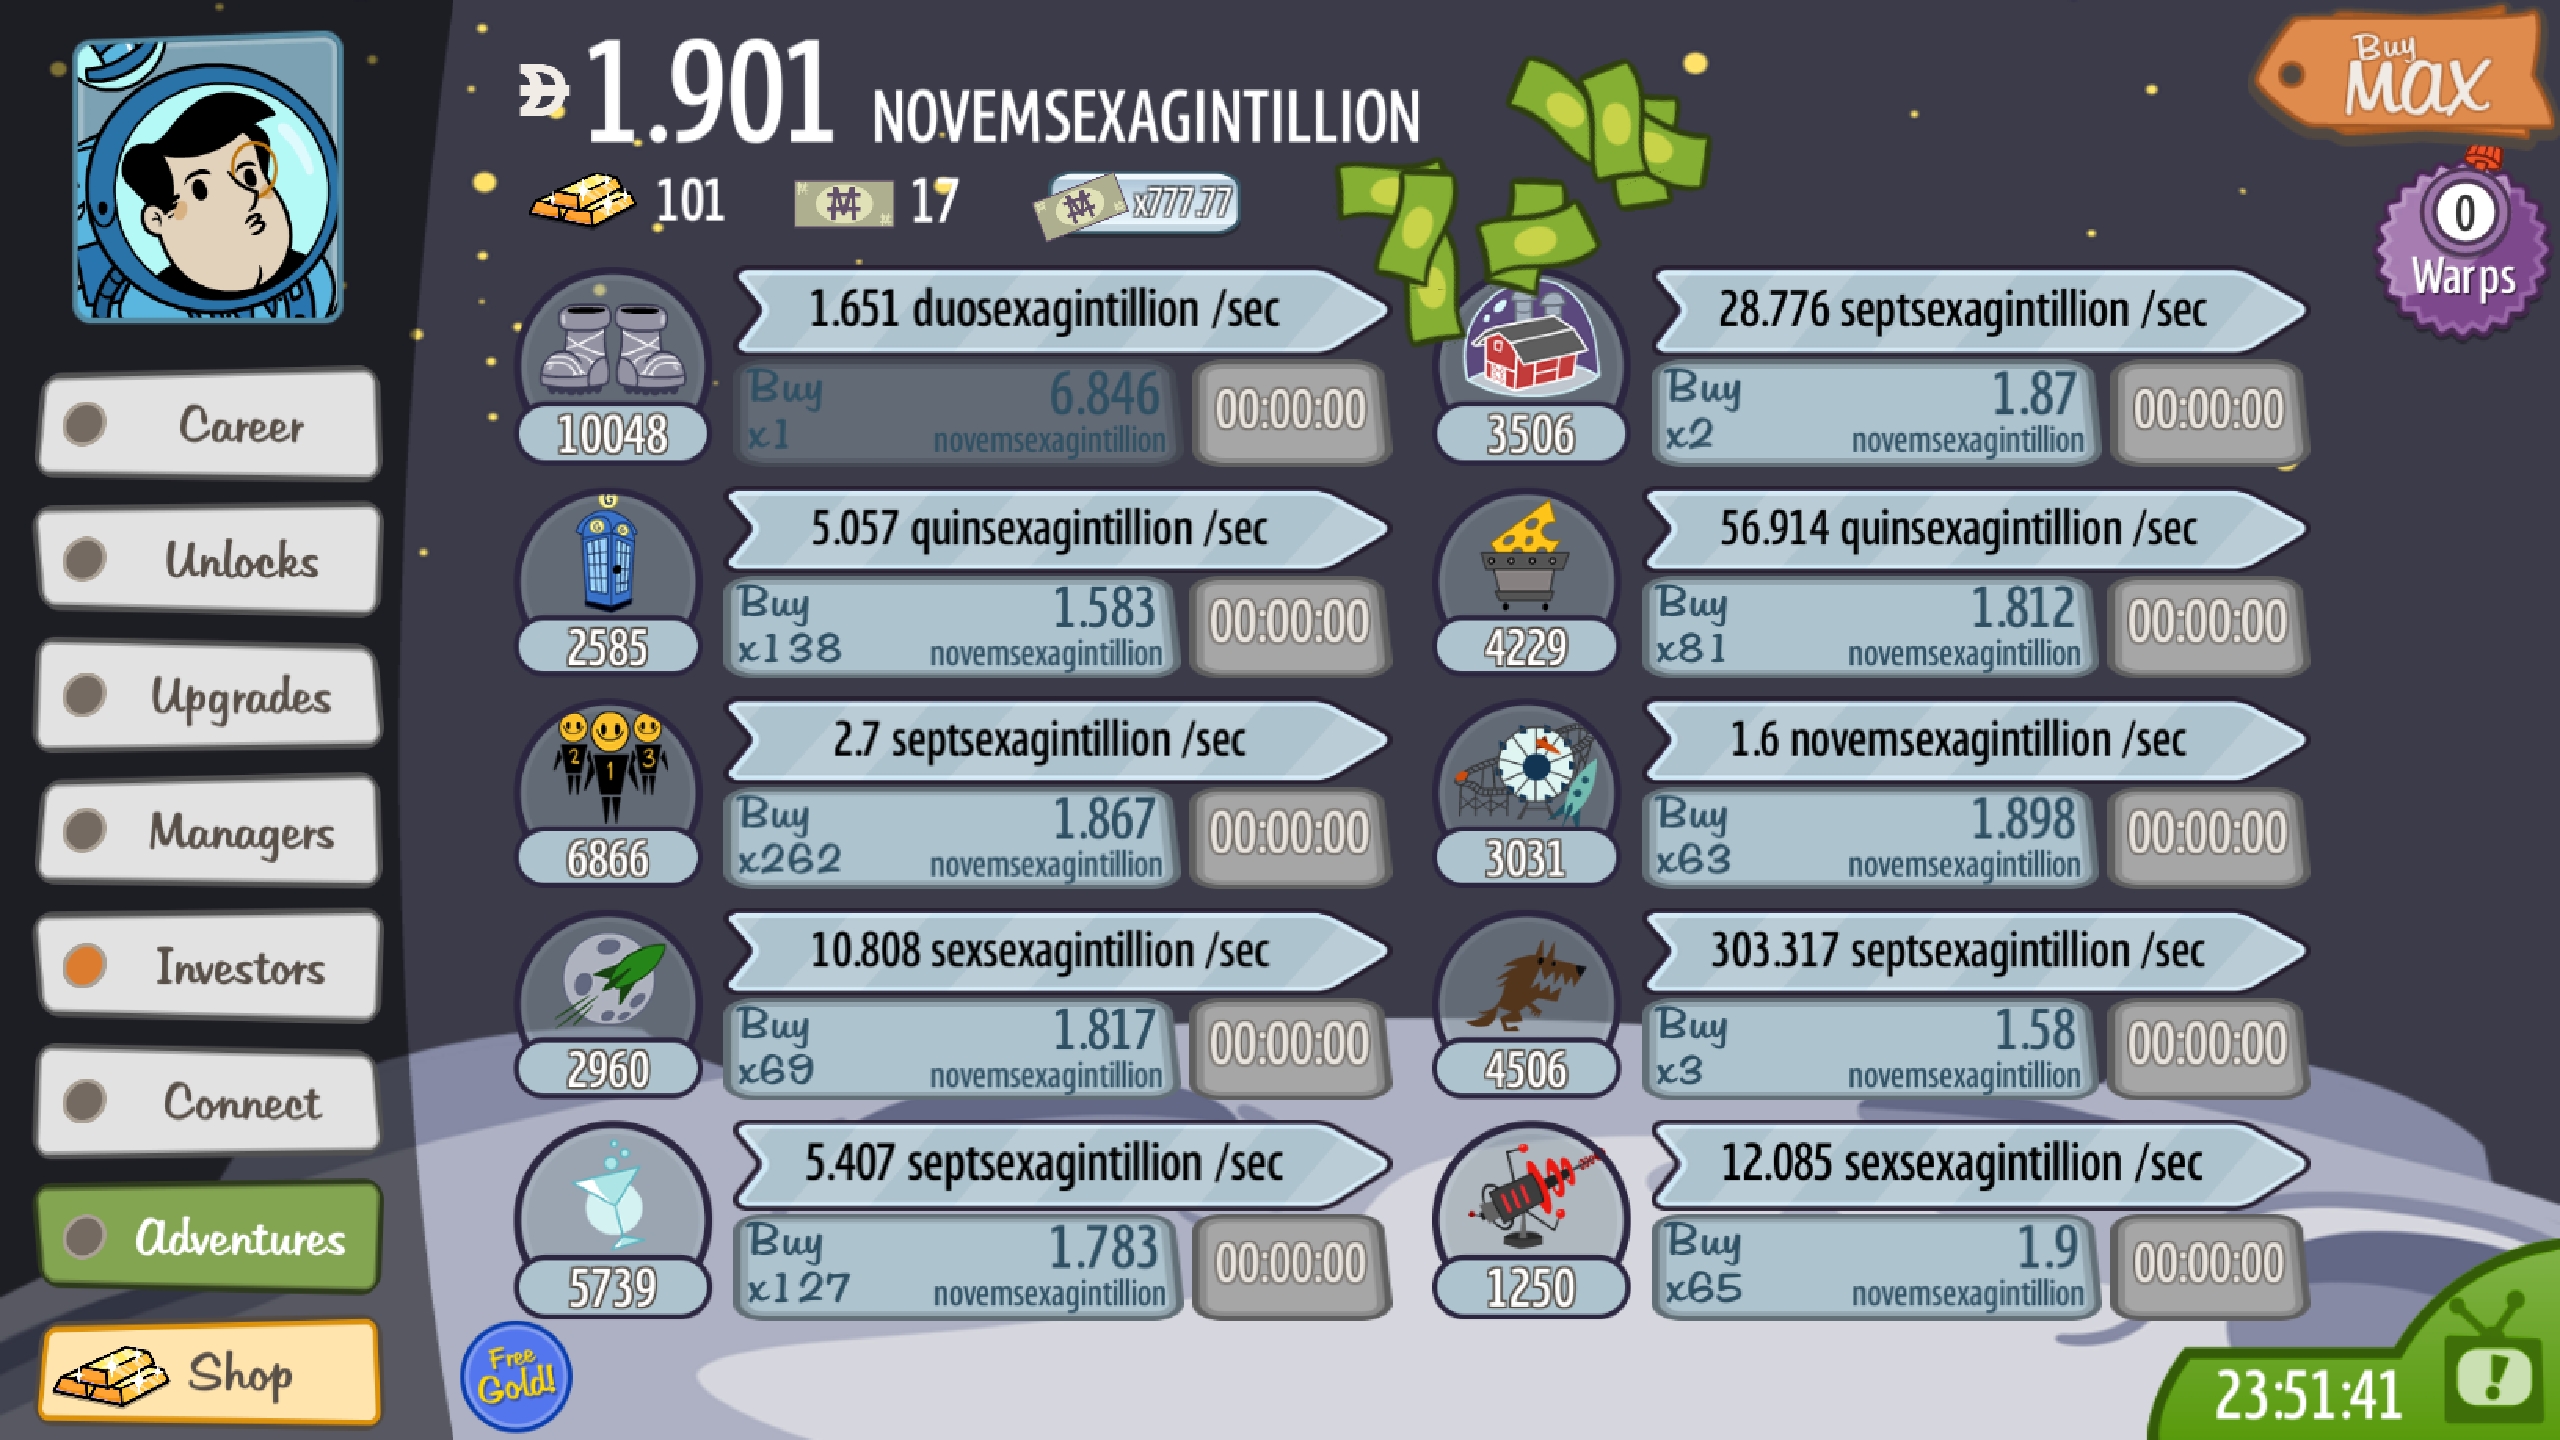 1.901 NOVEMSEXAGINTILLION
Buy
MAX
101
17
x777.77
0
Warps
1.651 duosexagintillion /sec
Buy
x1
6.846
novemsexagintillion
00:00:00
10048
28.776 septsexagintillion /sec
Buy
x2
1.87
novemsexagintillion
00:00:00
3506
Career
G
G G
5.057 quinsexagintillion /sec
Buy
x138
1.583
novemsexagintillion
00:00:00
2585
56.914 quinsexagintillion /sec
Buy
x81
1.812
novemsexagintillion
00:00:00
4229
Unlocks
2 1 3
2.7 septsexagintillion /sec
Buy
x262
1.867
novemsexagintillion
00:00:00
6866
1.6 novemsexagintillion /sec
Buy
x63
1.898
novemsexagintillion
00:00:00
3031
Upgrades
Managers
10.808 sexsexagintillion /sec
Buy
x69
1.817
novemsexagintillion
00:00:00
2960
303.317 septsexagintillion /sec
Buy
x3
1.58
novemsexagintillion
00:00:00
4506
Investors
Connect
5.407 septsexagintillion /sec
Buy
x127
1.783
novemsexagintillion
00:00:00
5739
12.085 sexsexagintillion /sec
Buy
x65
1.9
novemsexagintillion
00:00:00
1250
Adventures
Shop
Free
Gold!
23:51:41
!